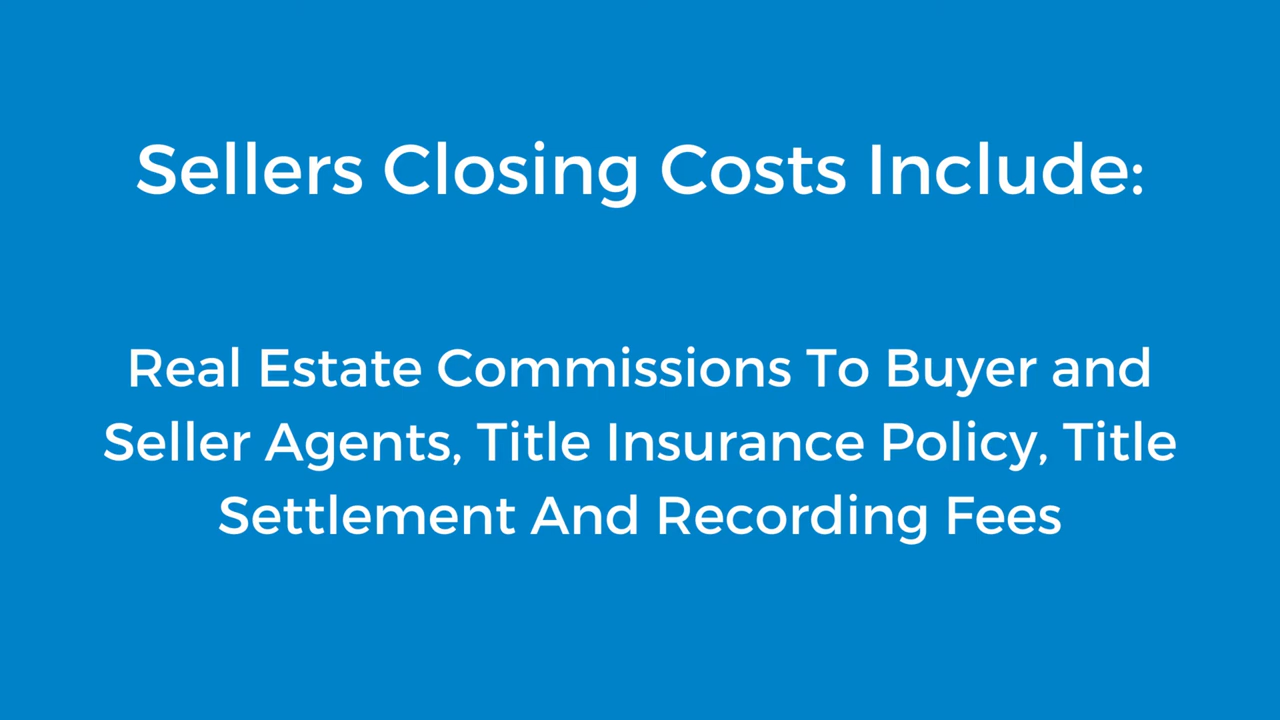 Sellers Closing Costs Include:
Real Estate Commissions To Buyer and
Seller Agents, Title Insurance Policy, Title
Settlement And Recording Fees